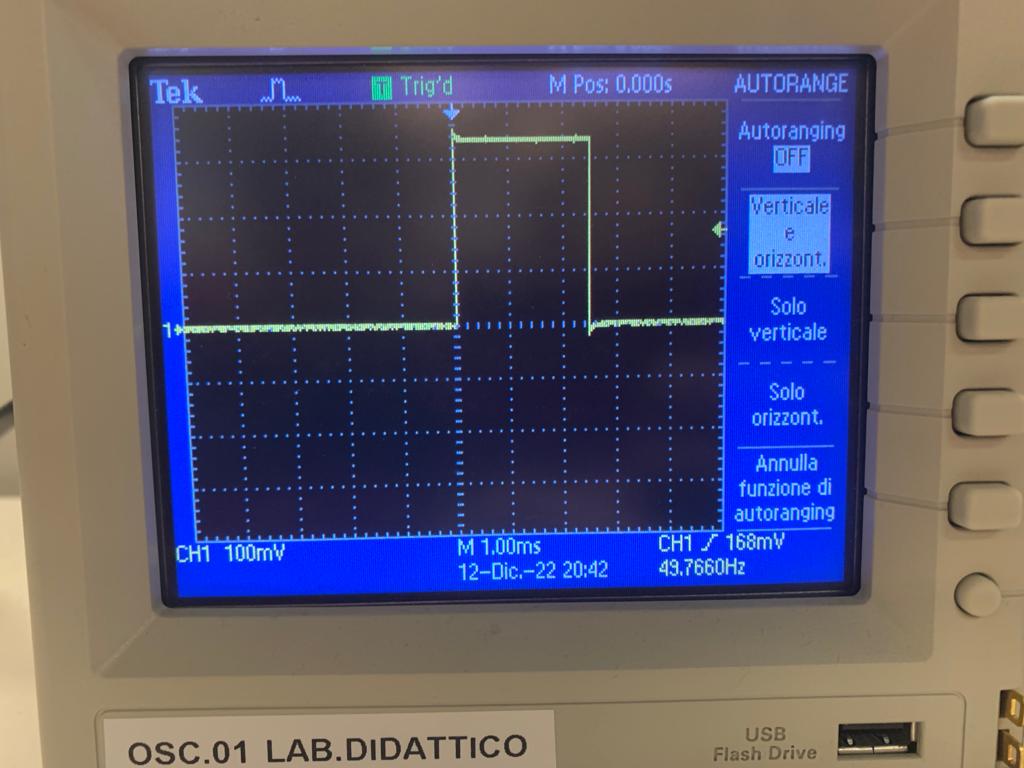 Tek
Trig'd
M Pos: 0.000s
AUTORANGE
Autoranging
OFF
Verticale
e
orizzont.
Solo
verticale
Solo
orizzont.
Annulla
funzione di
autoranging
1
CH1 100mV
M 1.00ms
CH1 168mV
12-Dic.-22 20:42
49.7660Hz
OSC.01 LAB.DIDATTICO
USB
Flash Drive